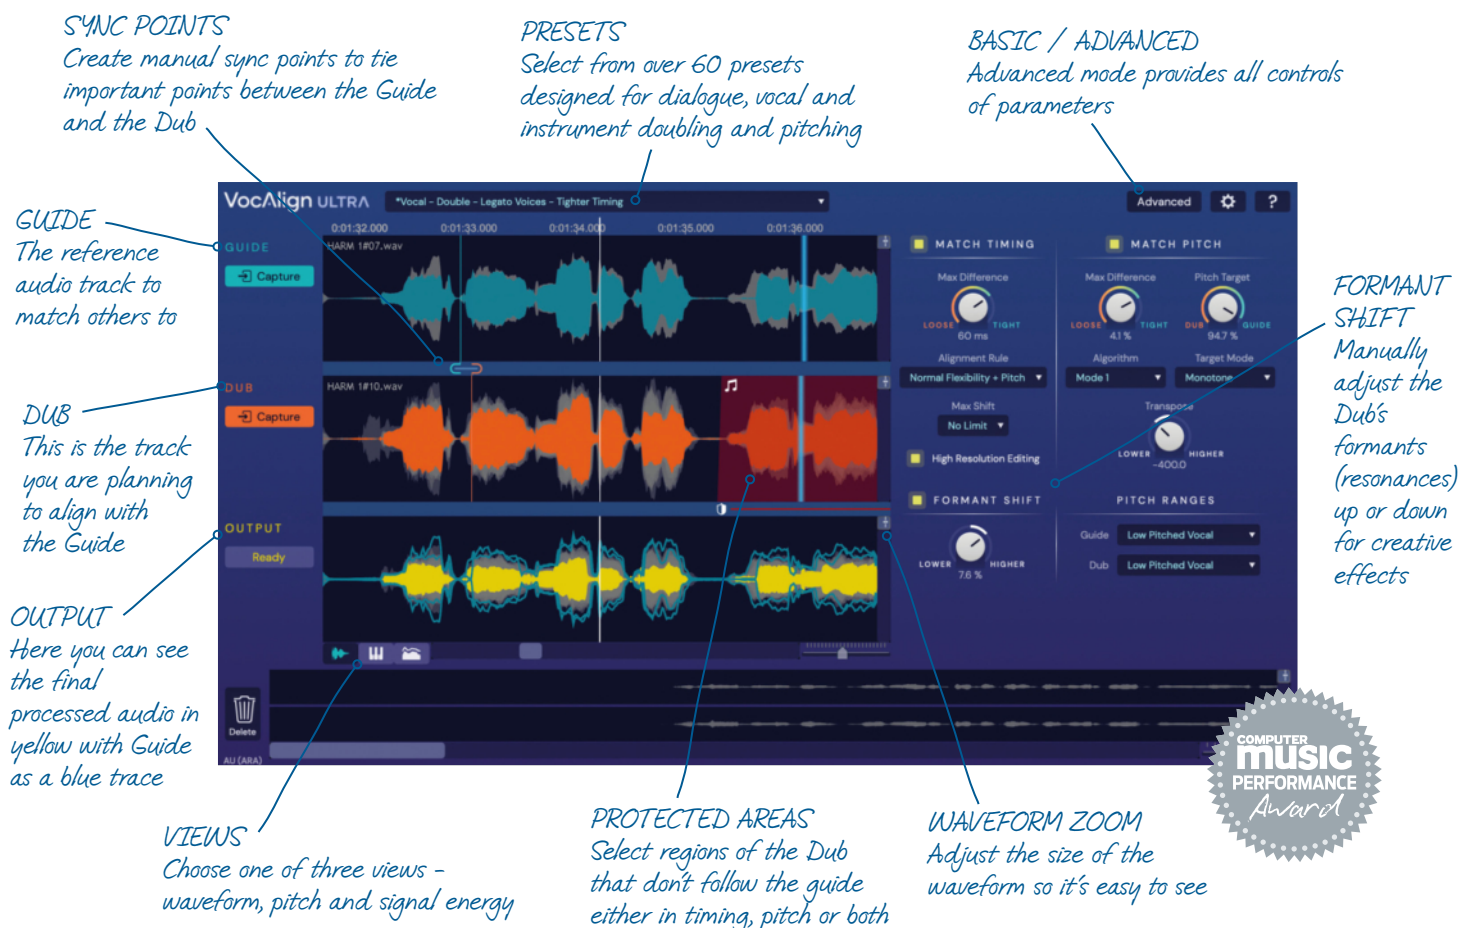 SYNC POINTS
Create manual sync points to tie
important points between the Guide
and the Dub
PRESETS
Select from over 60 presets
designed for dialogue, vocal and
instrument doubling and pitching
BASIC / ADVANCED
Advanced mode provides all controls
of parameters
GUIDE
The reference
audio track to
match others to
DUB
This is the track
you are planning
to align with
the Guide
OUTPUT
Here you can see
the final
processed audio in
yellow with Guide
as a blue trace
VocAlign ULTRA
*Vocal - Double - Legato Voices - Tighter Timing
Advanced
?
0:01:32.000 0:01:33.000 0:01:34.000 0:01:35.000 0:01:36.000
GUIDE
Capture
HARM 1#07.wav
DUB
Capture
HARM 1#10.wav
OUTPUT
Ready
MATCH TIMING
Max Difference
LOOSE TIGHT
60 ms
Alignment Rule
Normal Flexibility + Pitch
Max Shift
No Limit
High Resolution Editing
MATCH PITCH
Max Difference Pitch Target
LOOSE TIGHT DUB GUIDE
4.1 % 94.7 %
Algorithm Target Mode
Mode 1 Monotone
Transpose
LOWER HIGHER
-400.0
FORMANT SHIFT
LOWER HIGHER
7.6 %
PITCH RANGES
Guide Low Pitched Vocal
Dub Low Pitched Vocal
Delete
AU (ARA)
FORMANT
SHIFT
Manually
adjust the
Dub's
formants
(resonances)
up or down
for creative
effects
VIEWS
Choose one of three views -
waveform, pitch and signal energy
PROTECTED AREAS
Select regions of the Dub
that don't follow the guide
either in timing, pitch or both
WAVEFORM ZOOM
Adjust the size of the
waveform so it's easy to see
COMPUTER
music
PERFORMANCE
Award